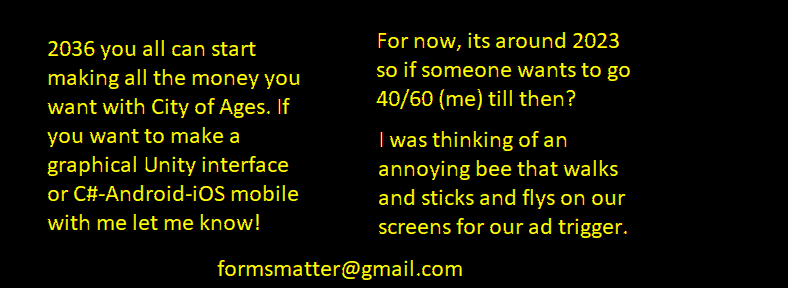 2036 you all can start
making all the money you
want with City of Ages. If
you want to make a
graphical Unity interface
or C#-Android-iOS mobile
with me let me know!
For now, its around 2023
so if someone wants to go
40/60 (me) till then?
I was thinking of an
annoying bee that walks
and sticks and flys on our
screens for our ad trigger.
formsmatter@gmail.com